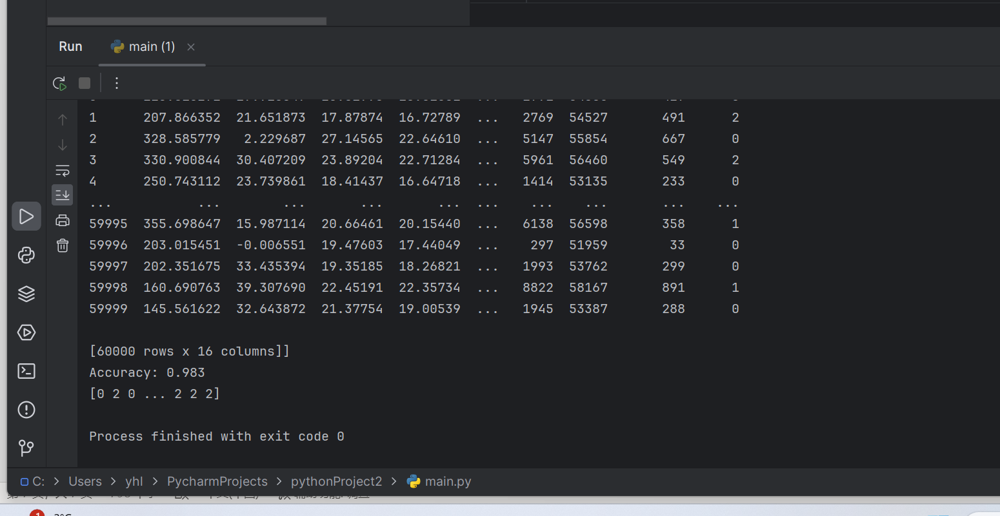 Run main (1)
1 207.866352 21.651873 17.87874 16.72789 ... 2769 54527 491 2
2 328.585779 2.229687 27.14565 22.64610 ... 5147 55854 667 0
3 330.900844 30.407209 23.89204 22.71284 ... 5961 56460 549 2
4 250.743112 23.739861 18.41437 16.64718 ... 1414 53135 233 0
... ... ... ... ... ... ... ... ... ...
59995 355.698647 15.987114 20.66461 20.15440 ... 6138 56598 358 1
59996 203.015451 -0.006551 19.47603 17.44049 ... 297 51959 33 0
59997 202.351675 33.435394 19.35185 18.26821 ... 1993 53762 299 0
59998 160.690763 39.307690 22.45191 22.35734 ... 8822 58167 891 1
59999 145.561622 32.643872 21.37754 19.00539 ... 1945 53387 288 0
[60000 rows x 16 columns]]
Accuracy: 0.983
[0 2 0 ... 2 2 2]
Process finished with exit code 0
C: > Users > yhl > PycharmProjects > pythonProject2 > main.py